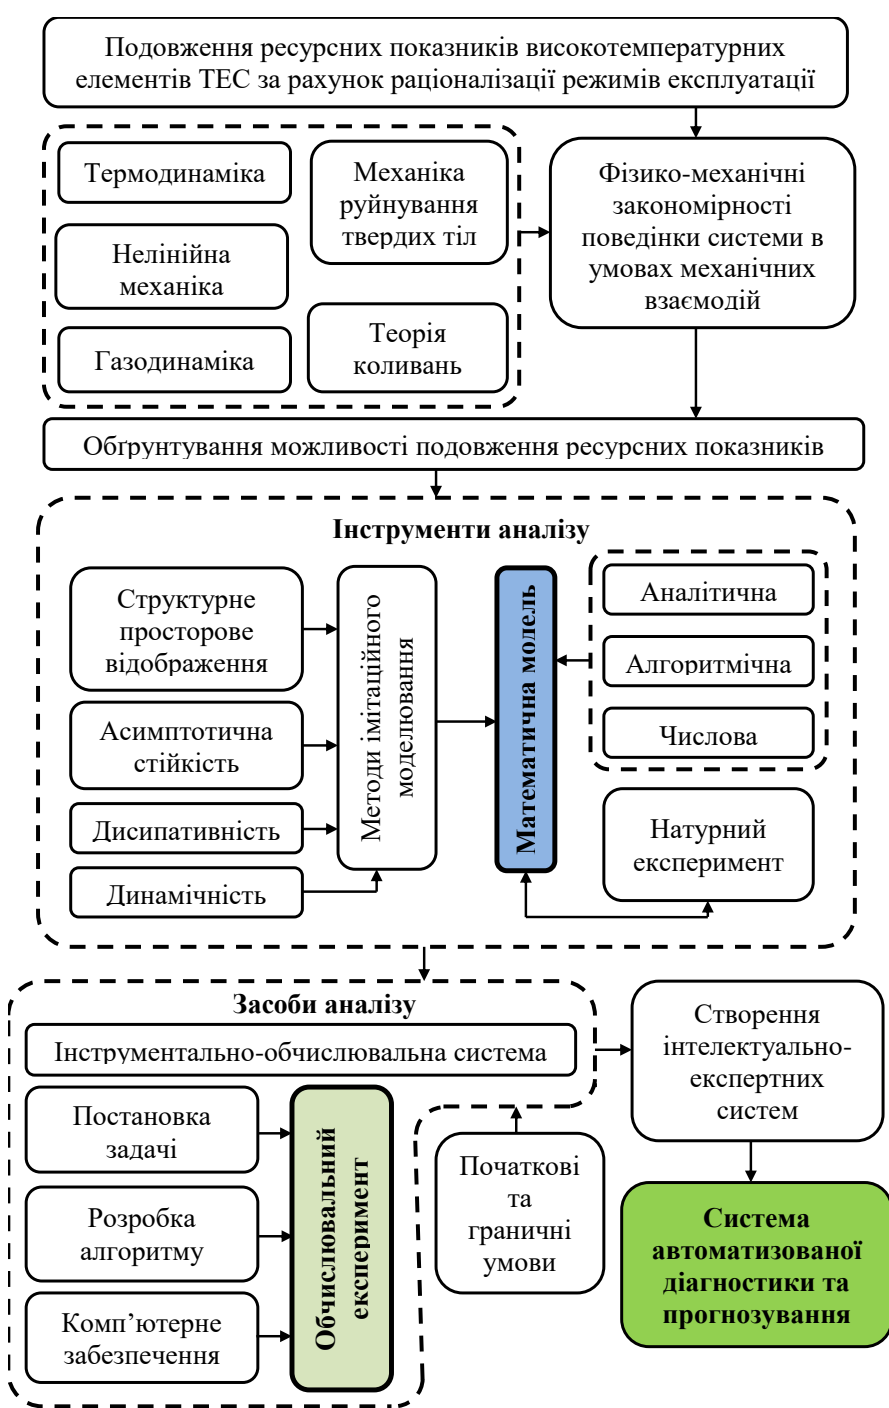 Подовження ресурсних показників високотемпературних
елементів ТЕС за рахунок раціоналізації режимів експлуатації
Термодинаміка
Нелінійна
механіка
Газодинаміка
Механіка
руйнування
твердих тіл
Теорія
коливань
Фізико-механічні
закономірності
поведінки системи в
умовах механічних
взаємодій
Обґрунтування можливості подовження ресурсних показників
Інструменти аналізу
Структурне
просторове
відображення
Асимптотична
стійкість
Дисипативність
Динамічність
Методи імітаційного
моделювання
Математична модель
Аналітична
Алгоритмічна
Числова
Натурний
експеримент
Засоби аналізу
Інструментально-обчислювальна система
Постановка
задачі
Розробка
алгоритму
Комп’ютерне
забезпечення
Обчислювальний
експеримент
Початкові
та
граничні
умови
Створення
інтелектуально-
експертних
систем
Система
автоматизованої
діагностики та
прогнозування